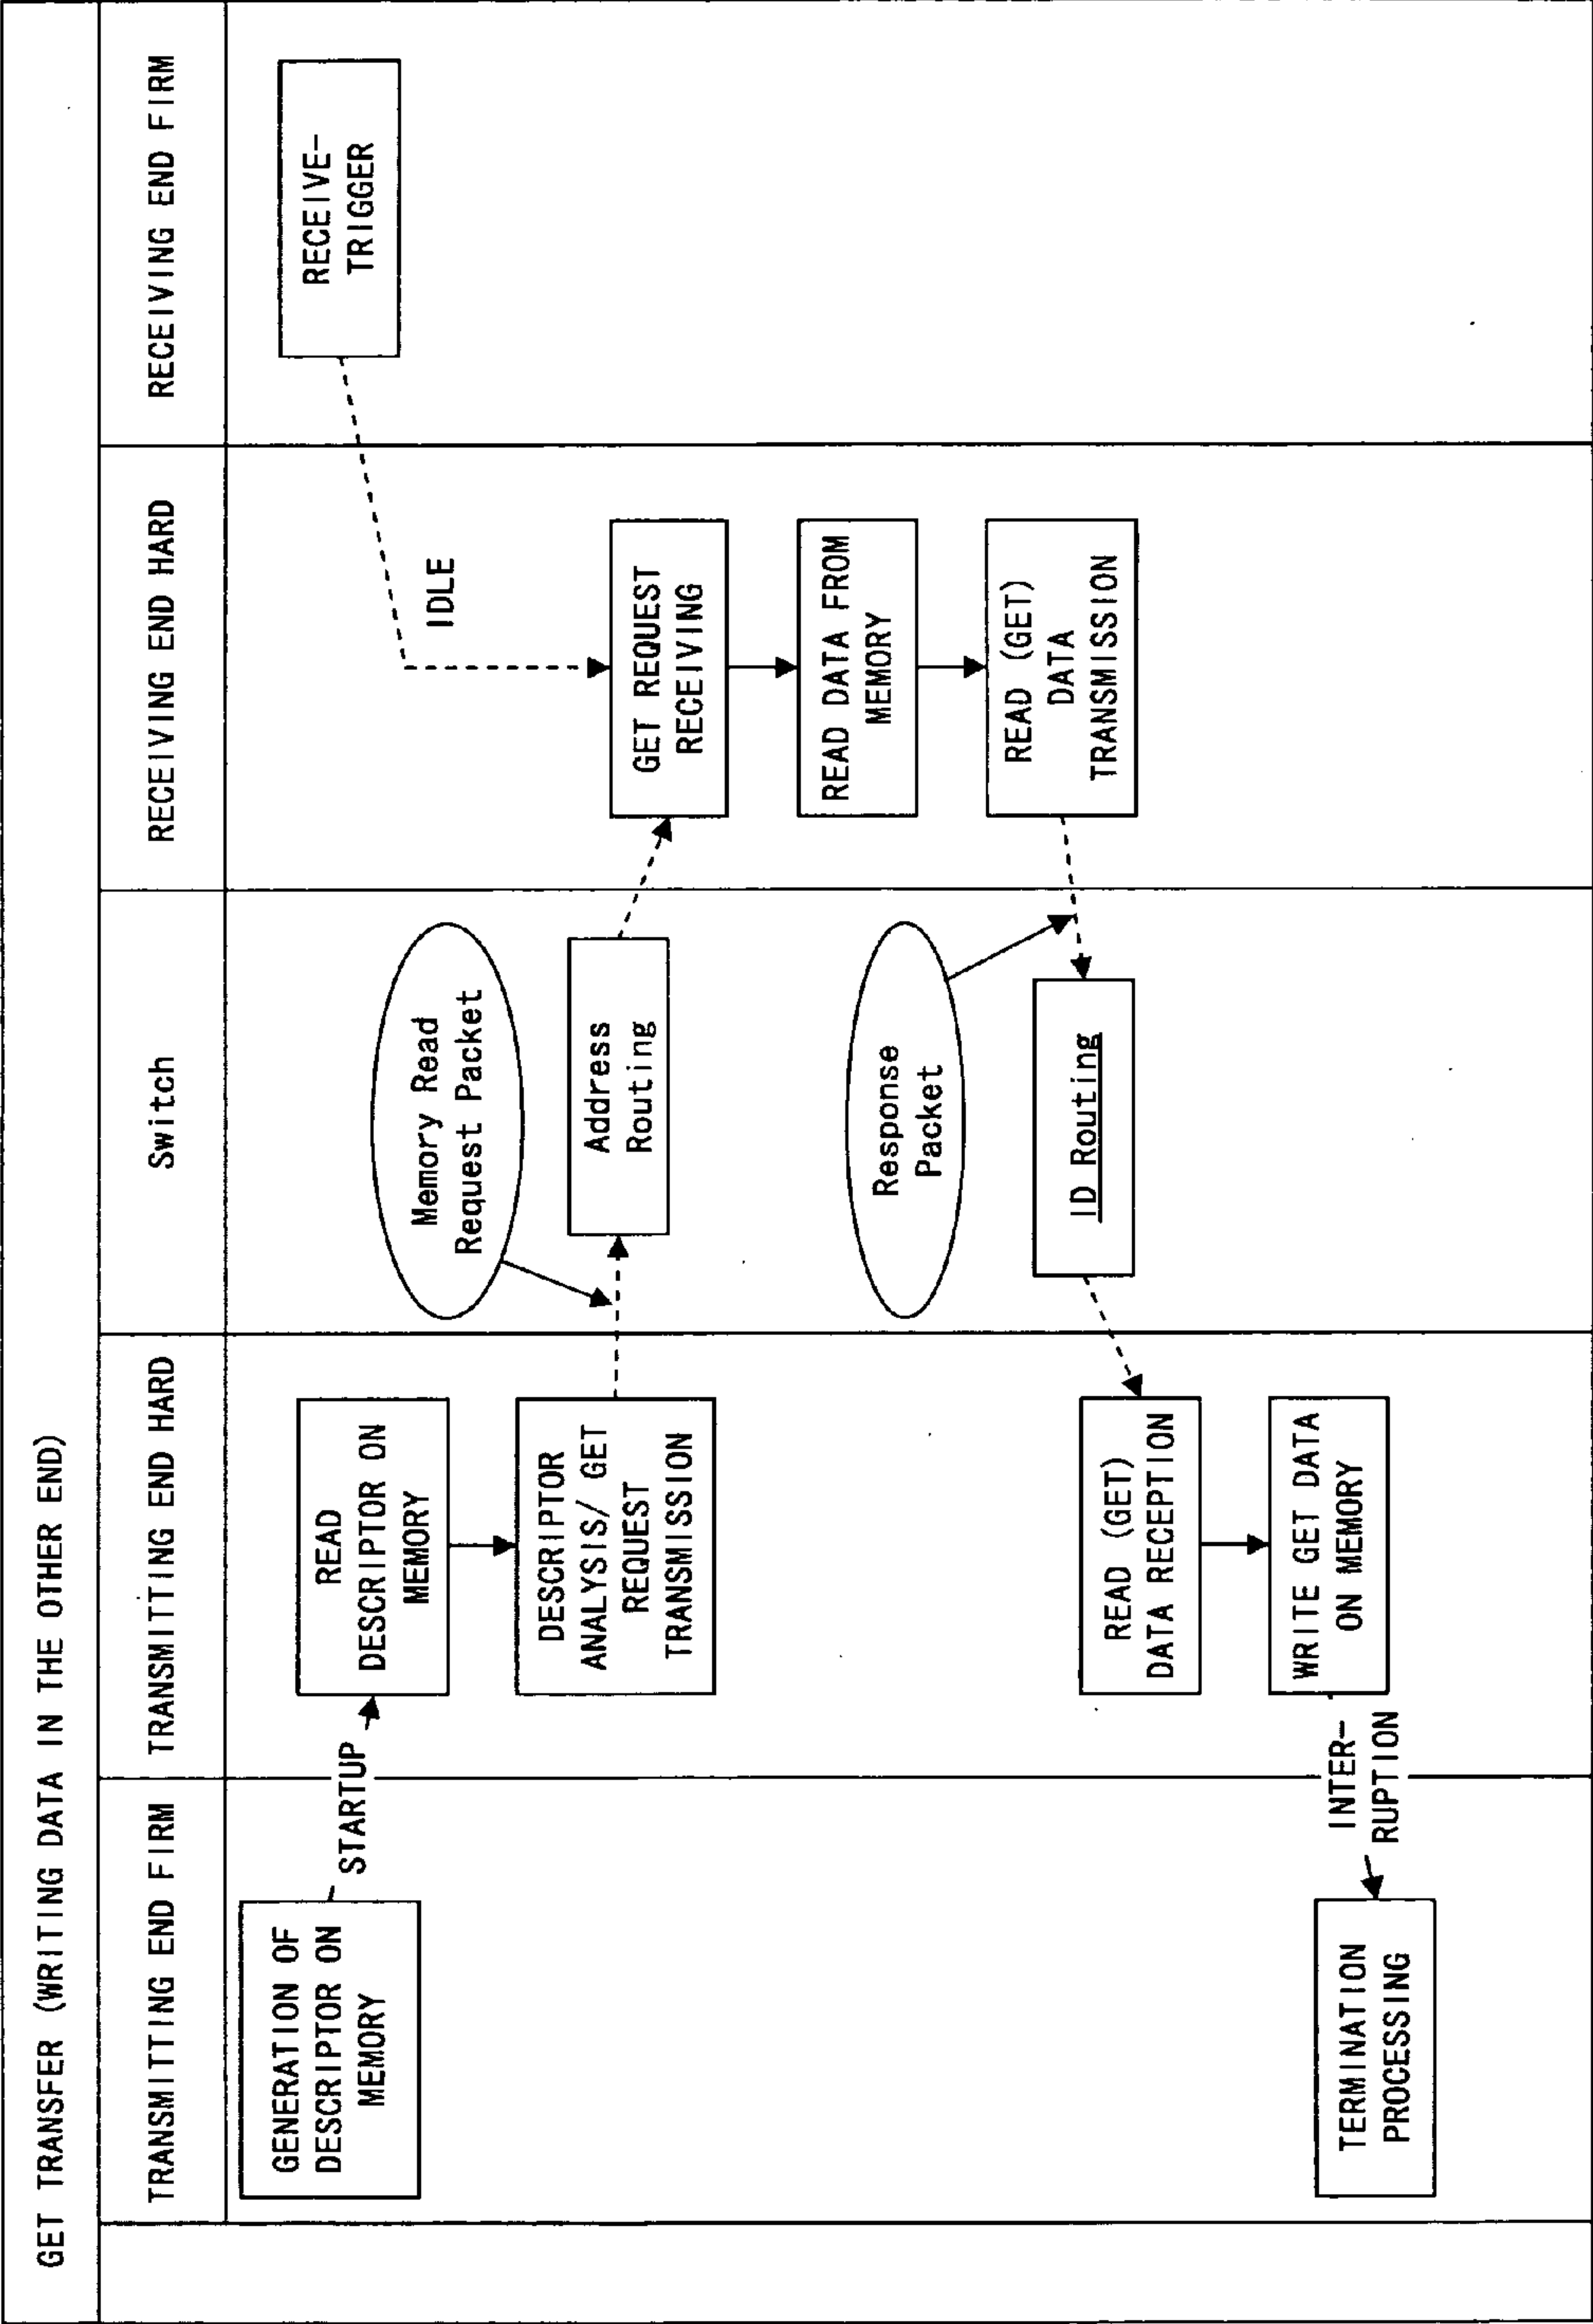 GET TRANSFER (WRITING DATA IN THE OTHER END)
TRANSMITTING END FIRM
TRANSMITTING END HARD
Switch
RECEIVING END HARD
RECEIVING END FIRM
GENERATION OF
DESCRIPTOR ON
MEMORY
STARTUP
READ
DESCRIPTOR ON
MEMORY
DESCRIPTOR
ANALYSIS/ GET
REQUEST
TRANSMISSION
Memory Read
Request Packet
Address
Routing
RECEIVE-
TRIGGER
IDLE
GET REQUEST
RECEIVING
READ DATA FROM
MEMORY
READ (GET)
DATA
TRANSMISSION
Response
Packet
ID Routing
READ (GET)
DATA RECEPTION
WRITE GET DATA
ON MEMORY
INTER-
RUPTION
TERMINATION
PROCESSING